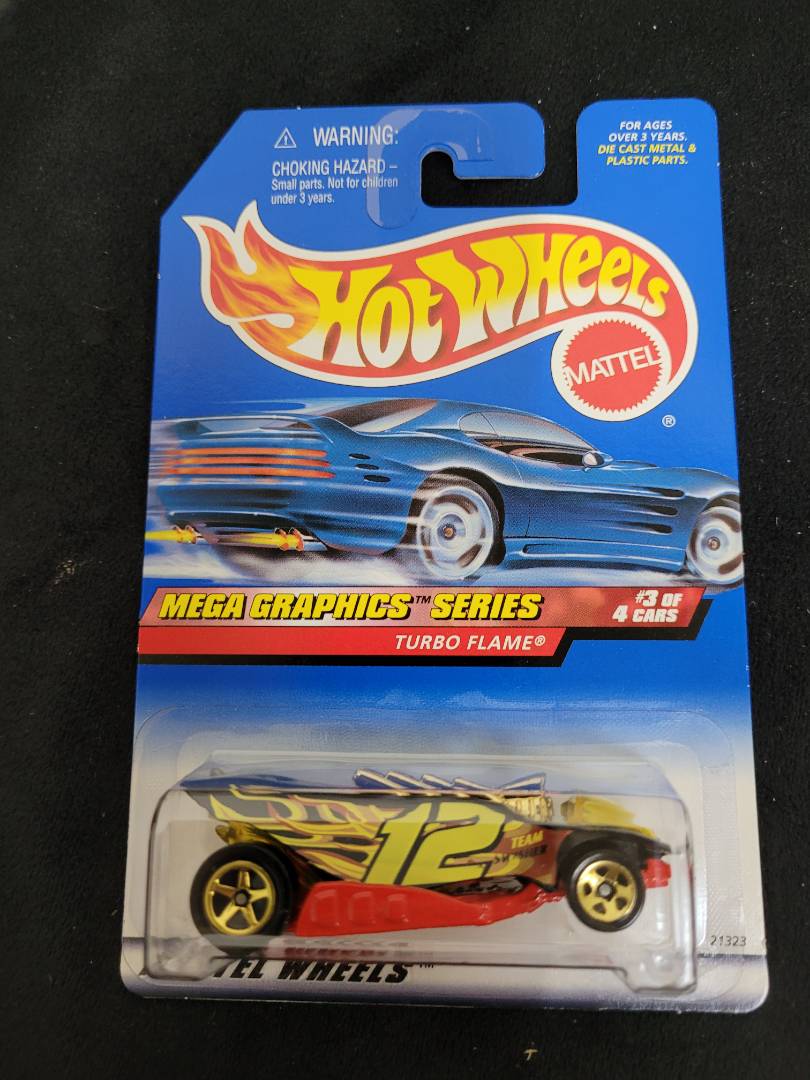 WARNING:
CHOKING HAZARD –
Small parts. Not for children
under 3 years.
FOR AGES
OVER 3 YEARS.
DIE CAST METAL &
PLASTIC PARTS.
HOT WHEELS
MATTEL
®
MEGA GRAPHICS™ SERIES
#3 OF
4 CARS
TURBO FLAME®
12
TEAM
21323
WHEELS™